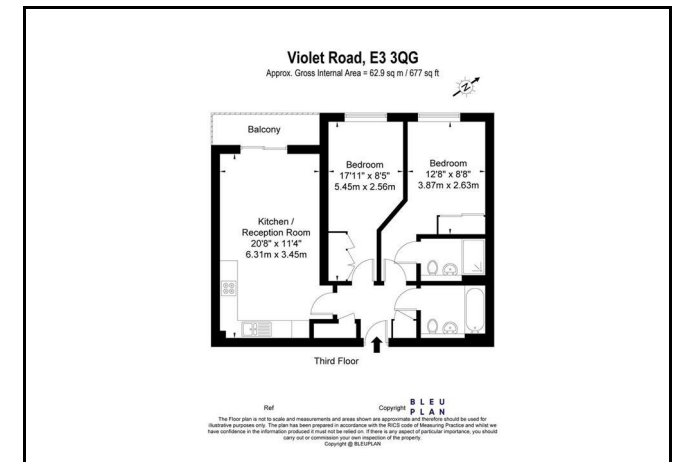 Violet Road, E3 3QG
Approx. Gross Internal Area = 62.9 sq m / 677 sq ft
N
Balcony
Bedroom
17'11" x 8'5"
5.45m x 2.56m
Bedroom
12'8" x 8'8"
3.87m x 2.63m
Kitchen /
Reception Room
20'8" x 11'4"
6.31m x 3.45m
Third Floor
Ref
Copyright
BLEU
PLAN
The Floor plan is not to scale and measurements and areas shown are approximate and therefore should be used for
illustrative purposes only. The plan has been prepared in accordance with the RICS code of Measuring Practice and whilst we
have confidence in the information produced it must not be relied on. If there is any aspect of particular importance, you should
carry out or commission your own inspection of the property.
Copyright @ BLEUPLAN